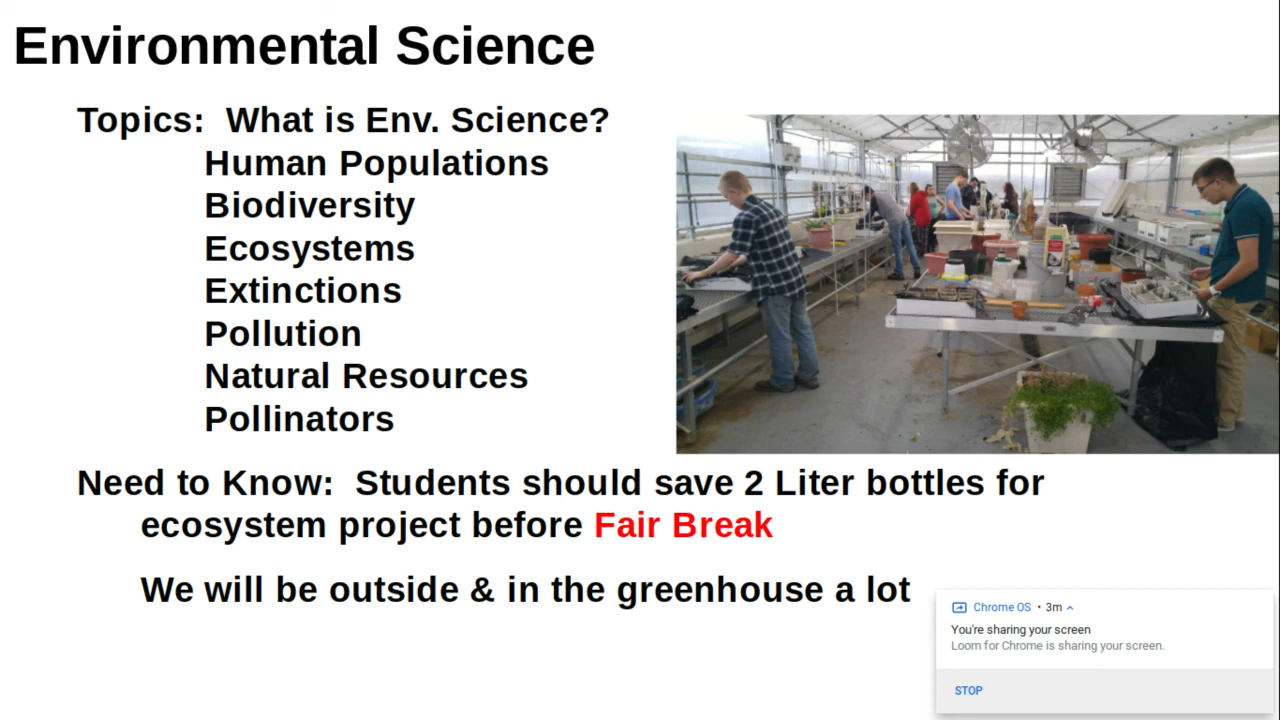 Environmental Science
Topics:  What is Env. Science?
Human Populations
Biodiversity
Ecosystems
Extinctions
Pollution
Natural Resources
Pollinators
Need to Know:  Students should save 2 Liter bottles for
ecosystem project before Fair Break
We will be outside & in the greenhouse a lot
Chrome OS • 3m
You're sharing your screen
Loom for Chrome is sharing your screen.
STOP